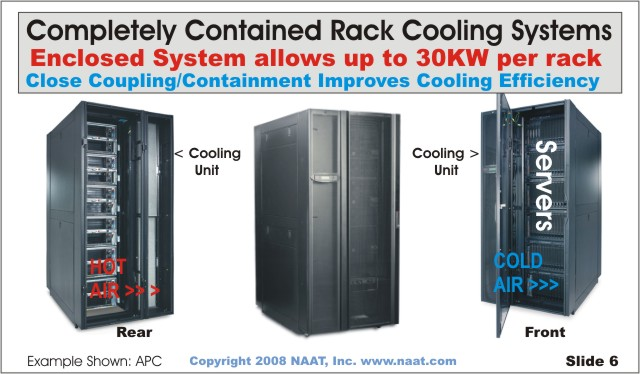 Completely Contained Rack Cooling Systems
Enclosed System allows up to 30KW per rack
Close Coupling/Containment Improves Cooling Efficiency
< Cooling
Unit
Cooling >
Unit
Servers
HOT
AIR >> >
COLD
AIR >>>
Rear
Front
Example Shown: APC
Copyright 2008 NAAT, Inc. www.naat.com
Slide 6